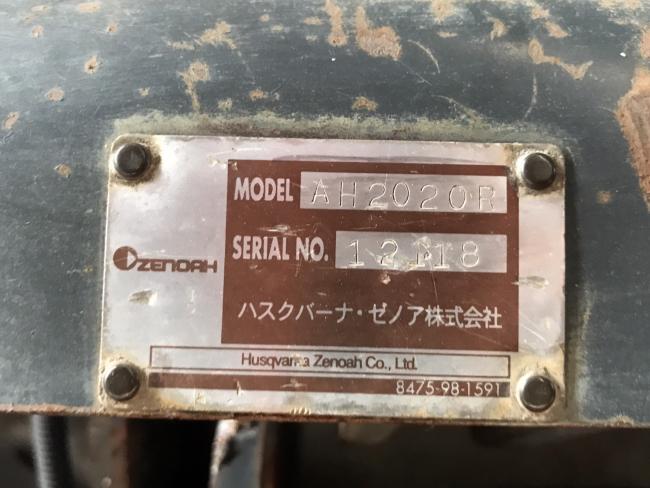 MODEL AH2020R
SERIAL NO. 12118
ZENOAH
ハスクバーナ・ゼノア株式会社
Husqvarna Zenoah Co., Ltd.
8475-98-1591